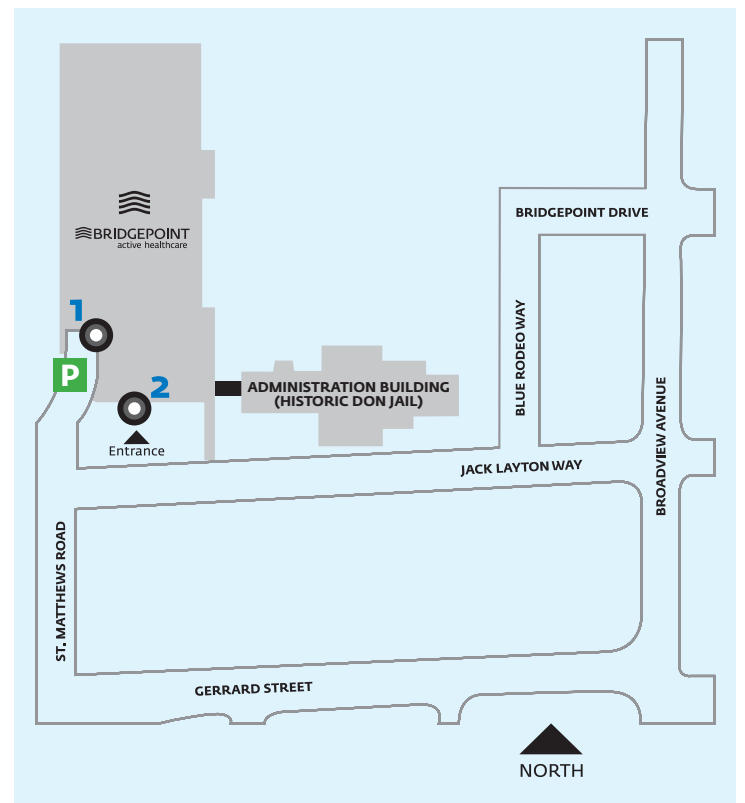 BRIDGEPOINT
active healthcare
1
P
2
Entrance
ADMINISTRATION BUILDING
(HISTORIC DON JAIL)
BRIDGEPOINT DRIVE
BLUE RODEO WAY
BROADVIEW AVENUE
JACK LAYTON WAY
ST. MATTHEWS ROAD
GERRARD STREET
NORTH